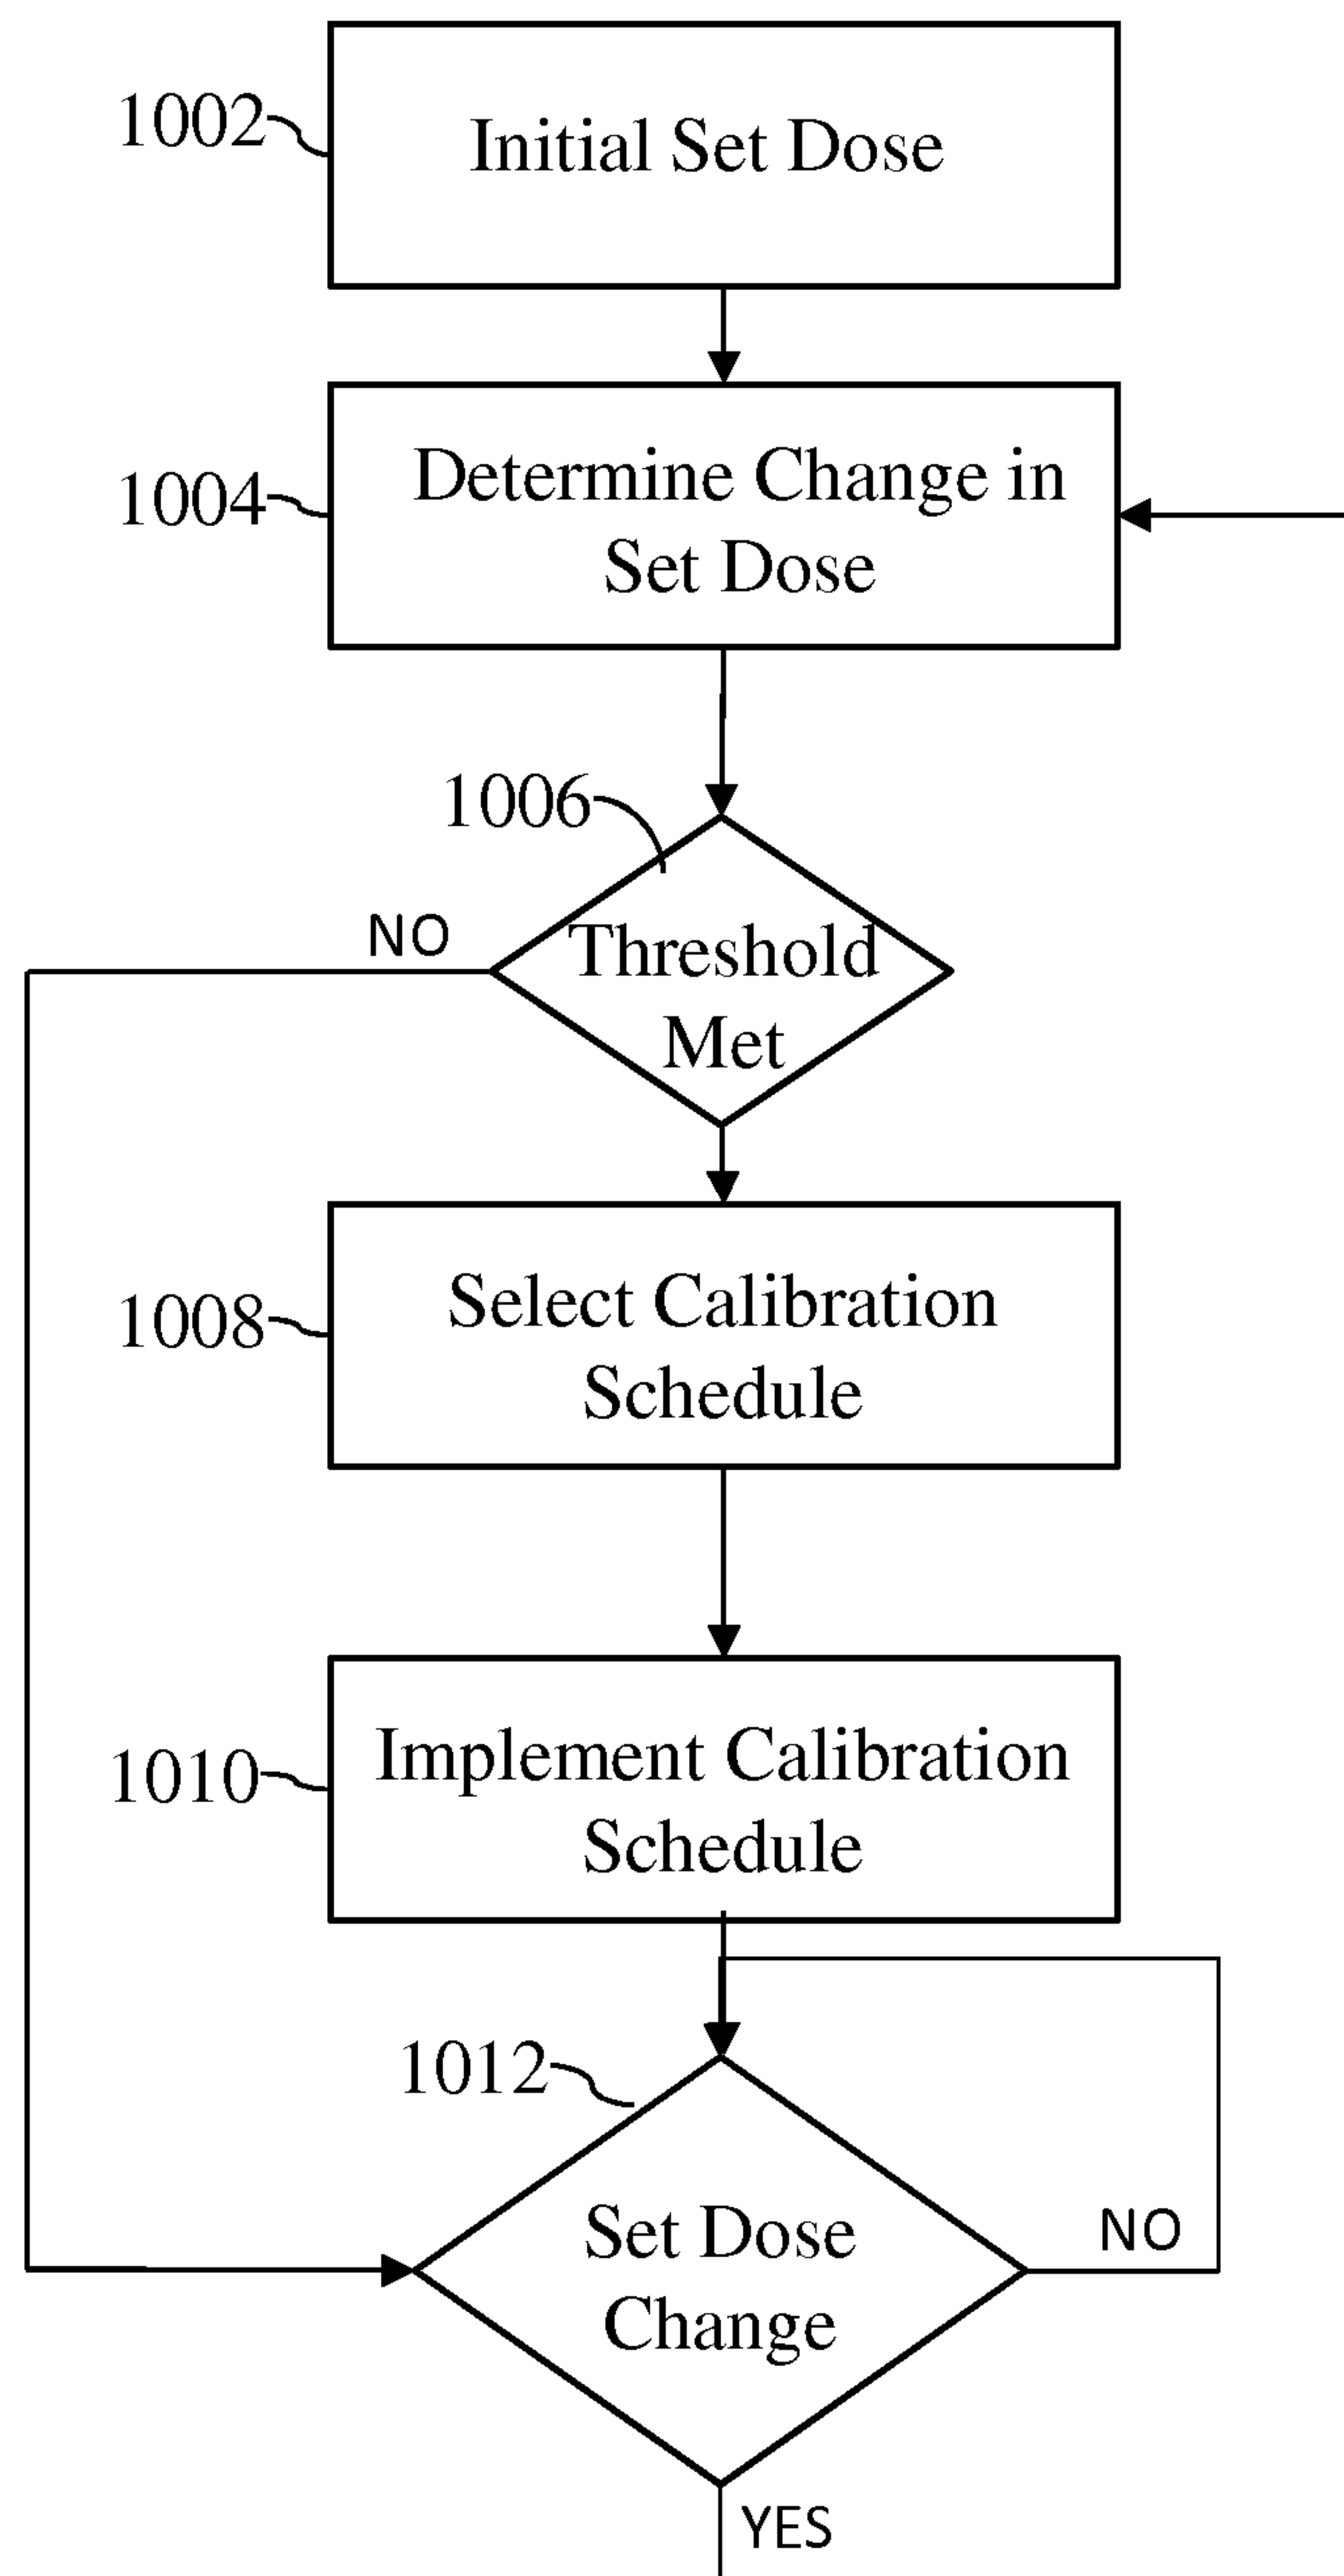 1002
Initial Set Dose
1004
Determine Change in
Set Dose
1006
NO
Threshold
Met
1008
Select Calibration
Schedule
1010
Implement Calibration
Schedule
1012
Set Dose
Change
NO
YES